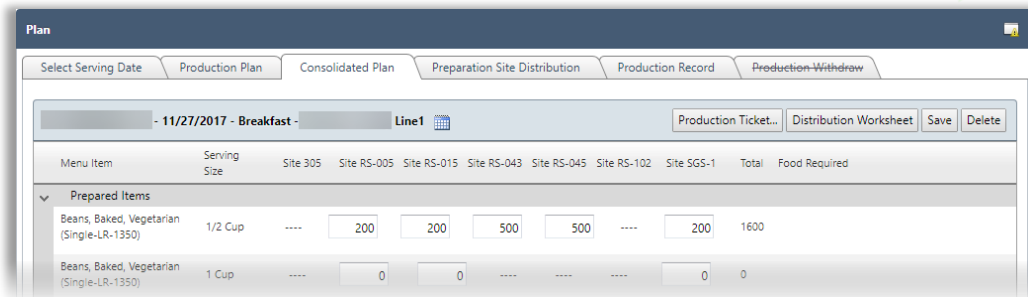 Plan
Select Serving Date Production Plan Consolidated Plan Preparation Site Distribution Production Record Production Withdraw
- 11/27/2017 - Breakfast - Line1 Production Ticket... Distribution Worksheet Save Delete
Menu Item Serving Size Site 305 Site RS-005 Site RS-015 Site RS-043 Site RS-045 Site RS-102 Site SGS-1 Total Food Required
Prepared Items
Beans, Baked, Vegetarian
(Single-LR-1350) 1/2 Cup ---- 200 200 500 500 ---- 200 1600
Beans, Baked, Vegetarian
(Single-LR-1350) 1 Cup ---- 0 0 ---- ---- ---- 0 0